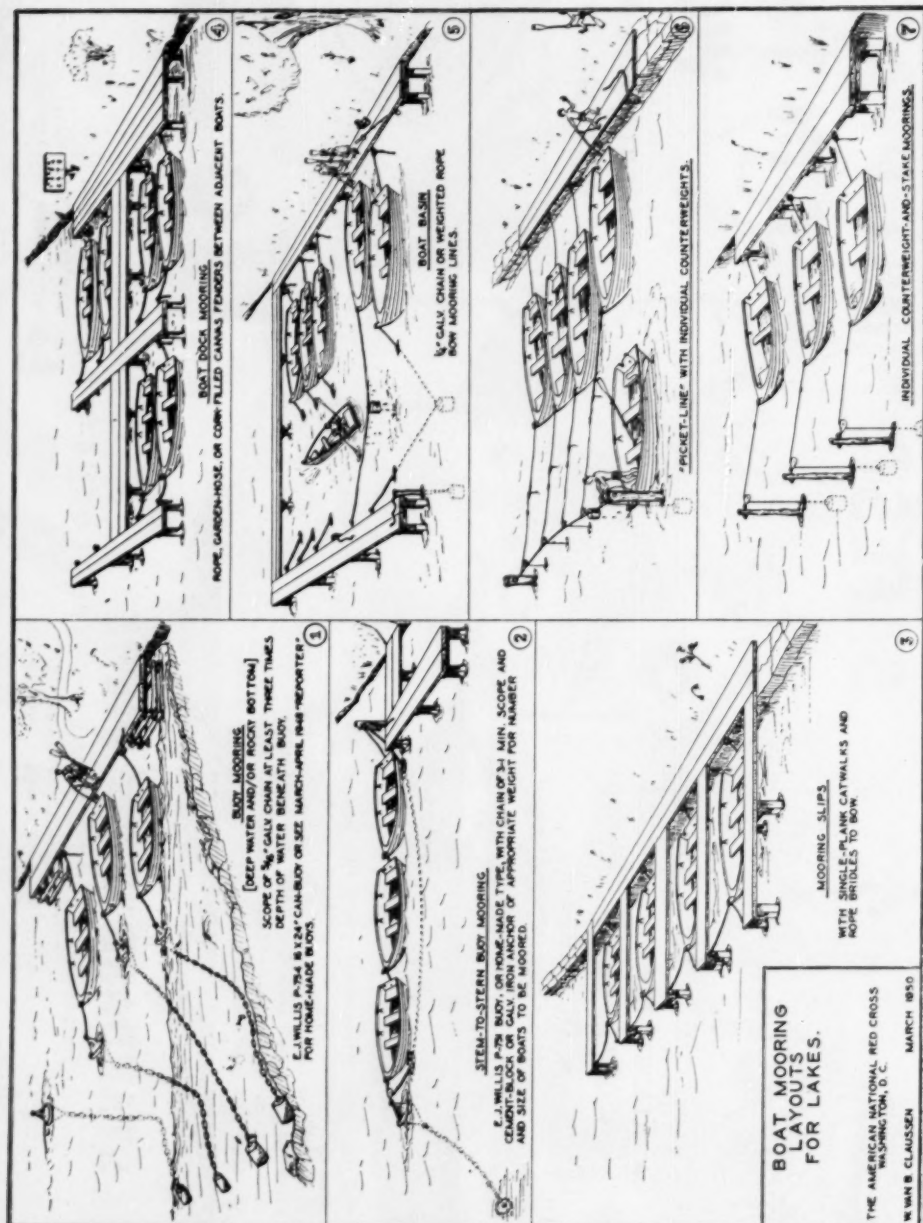 BUOY MOORING
[DEEP WATER AND/OR ROCKY BOTTOM]
SCOPE OF 3/8" GALV. CHAIN AT LEAST THREE TIMES
DEPTH OF WATER BENEATH BUOY.
E.J. WILLIS P-754 16 X 24" CAN-BUOY OR SEE MARCH-APRIL 1948 "REPORTER"
FOR HOME-MADE BUOYS.
1
STEM-TO-STERN BUOY MOORING
E.J. WILLIS P-751 BUOY, OR HOME-MADE TYPE, WITH CHAIN OF 3-1 MIN. SCOPE AND
CEMENT-BLOCK OR GALV. IRON ANCHOR OF APPROPRIATE WEIGHT FOR NUMBER
AND SIZE OF BOATS TO BE MOORED.
2
MOORING SLIPS
WITH SINGLE-PLANK CATWALKS AND
ROPE BRIDLES TO BOW.
3
BOAT DOCK MOORING
ROPE, GARDEN-HOSE, OR CORK-FILLED CANVAS FENDERS BETWEEN ADJACENT BOATS.
4
BOAT BASIN
1/4" GALV. CHAIN OR WEIGHTED ROPE
BOW MOORING LINES.
5
"PICKET-LINE" WITH INDIVIDUAL COUNTERWEIGHTS.
6
INDIVIDUAL COUNTERWEIGHT-AND-STAKE MOORINGS.
7
BOAT MOORING
LAYOUTS
FOR LAKES.
THE AMERICAN NATIONAL RED CROSS
WASHINGTON, D.C.
W. VAN B. CLAUSSEN MARCH 1950